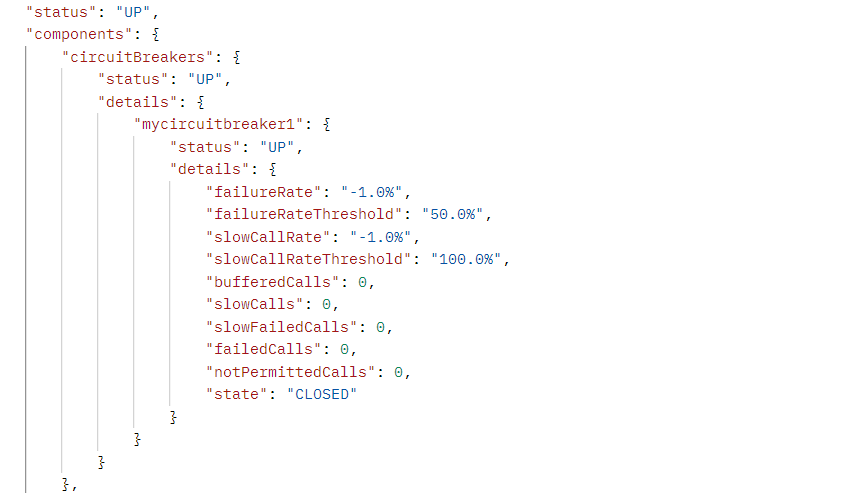 "status": "UP",
"components": {
"circuitBreakers": {
"status": "UP",
"details": {
"mycircuitbreaker1": {
"status": "UP",
"details": {
"failureRate": "-1.0%",
"failureRateThreshold": "50.0%",
"slowCallRate": "-1.0%",
"slowCallRateThreshold": "100.0%",
"bufferedCalls": 0,
"slowCalls": 0,
"slowFailedCalls": 0,
"failedCalls": 0,
"notPermittedCalls": 0,
"state": "CLOSED"
}
}
}
},